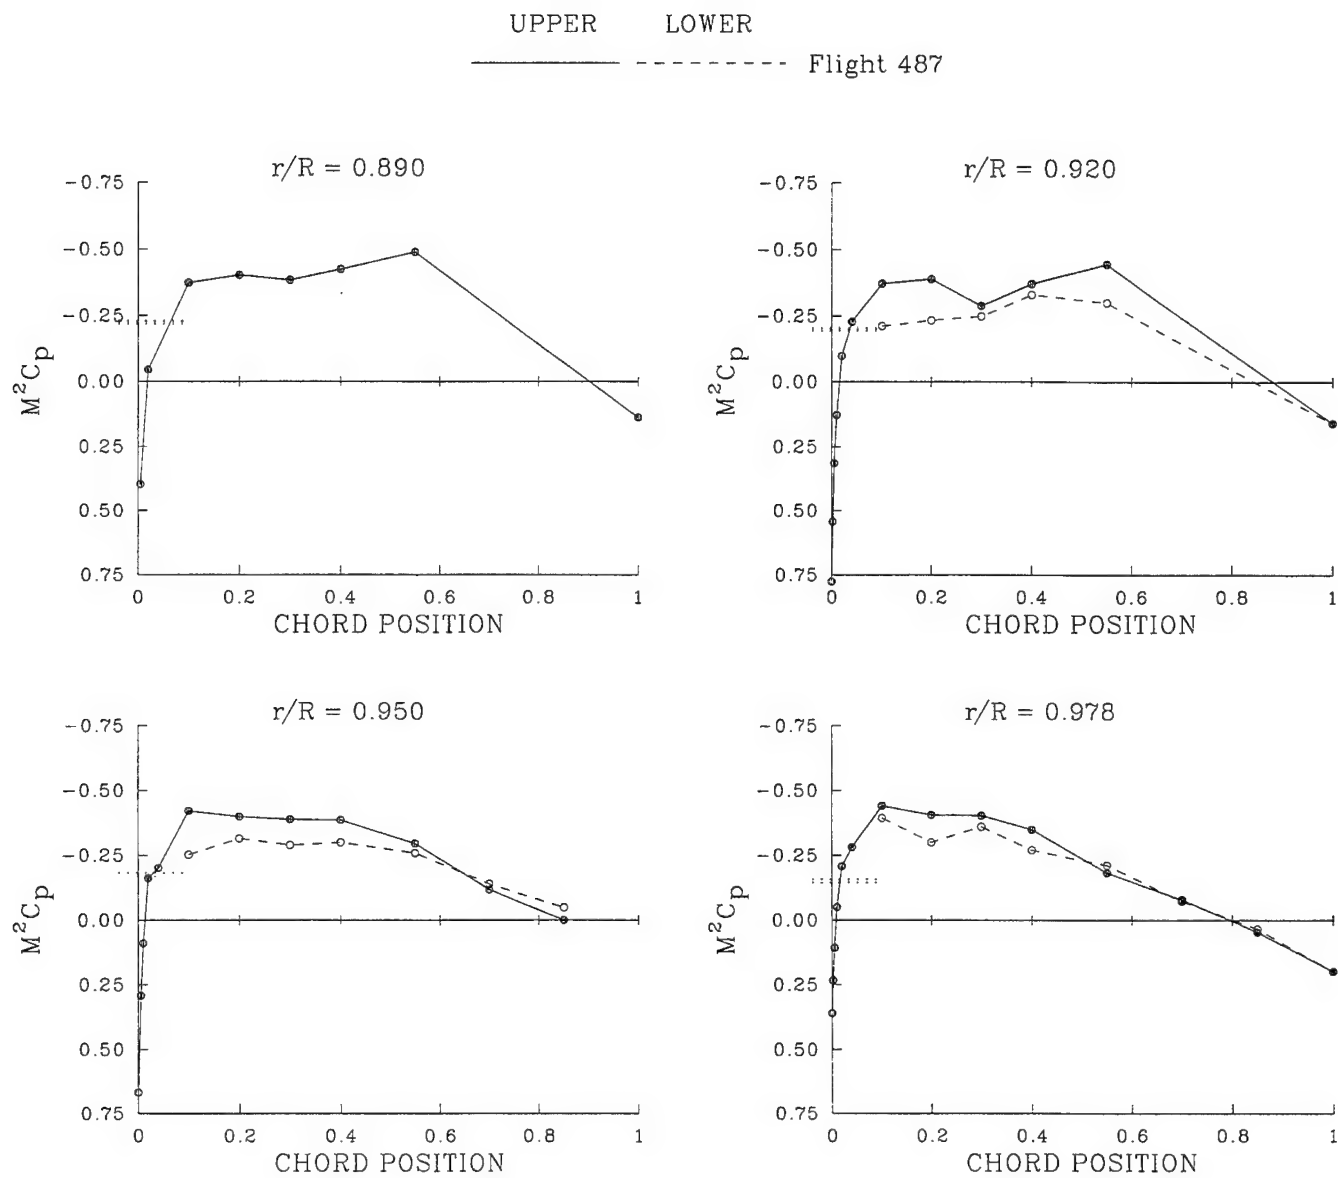 UPPER LOWER
Flight 487
r/R = 0.890
-0.75
-0.50
-0.25
0.00
0.25
0.50
0.75
M²Cp
0 0.2 0.4 0.6 0.8 1
CHORD POSITION
r/R = 0.920
-0.75
-0.50
-0.25
0.00
0.25
0.50
0.75
M²Cp
0 0.2 0.4 0.6 0.8 1
CHORD POSITION
r/R = 0.950
-0.75
-0.50
-0.25
0.00
0.25
0.50
0.75
M²Cp
0 0.2 0.4 0.6 0.8 1
CHORD POSITION
r/R = 0.978
-0.75
-0.50
-0.25
0.00
0.25
0.50
0.75
M²Cp
0 0.2 0.4 0.6 0.8 1
CHORD POSITION